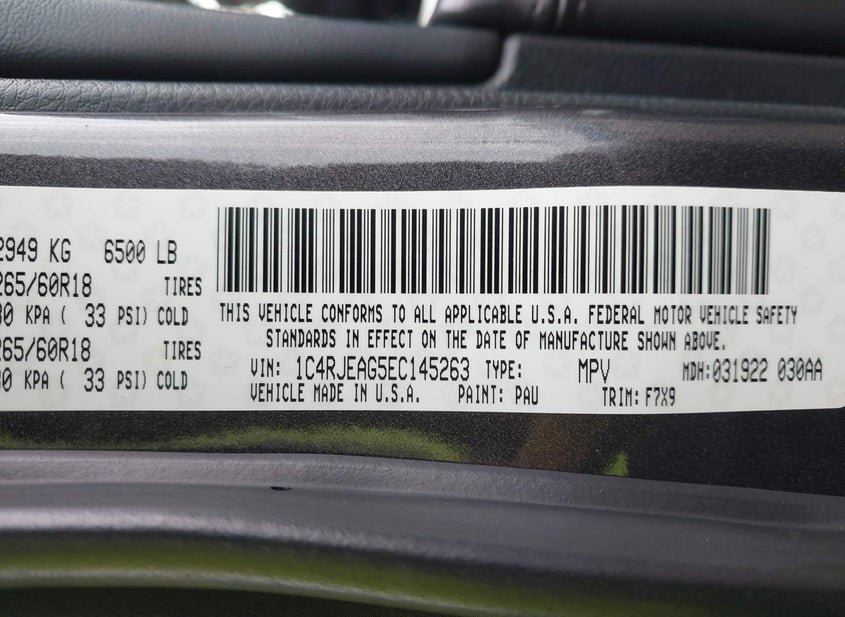 2949 KG 6500 LB
265/60R18 TIRES
30 KPA ( 33 PSI) COLD
265/60R18 TIRES
30 KPA ( 33 PSI) COLD
THIS VEHICLE CONFORMS TO ALL APPLICABLE U.S.A. FEDERAL MOTOR VEHICLE SAFETY
STANDARDS IN EFFECT ON THE DATE OF MANUFACTURE SHOWN ABOVE.
VIN: 1C4RJEAG5EC145263 TYPE: MPV MDH:031922 030AA
VEHICLE MADE IN U.S.A. PAINT: PAU TRIM: F7X9